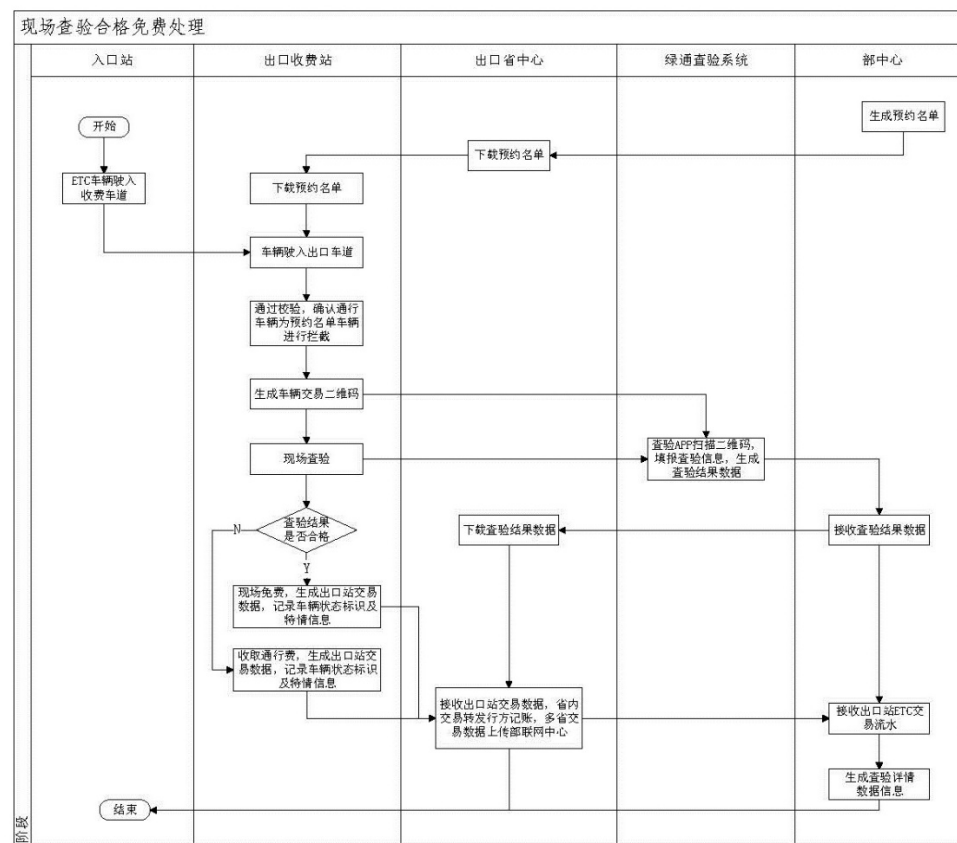 现场查验合格免费处理
入口站
出口收费站
出口省中心
绿通查验系统
部中心
生成预约名单
开始
下载预约名单
ETC车辆驶入
收费车道
下载预约名单
车辆驶入出口车道
通过校验，确认通行
车辆为预约名单车辆
进行拦截
生成车辆交易二维码
查验APP扫描二维码，
填报查验信息，生成
查验结果数据
现场查验
查验结果
是否合格
N
Y
下载查验结果数据
接收查验结果数据
现场免费，生成出口站交易
数据，记录车辆状态标识及
特情信息
收取通行费，生成出口站交
易数据，记录车辆状态标识
及特情信息
接收出口站交易数据，省内
交易转发行方记账，多省交
易数据上传部联网中心
接收出口站ETC交
易流水
生成查验详情
数据信息
结束
阶段